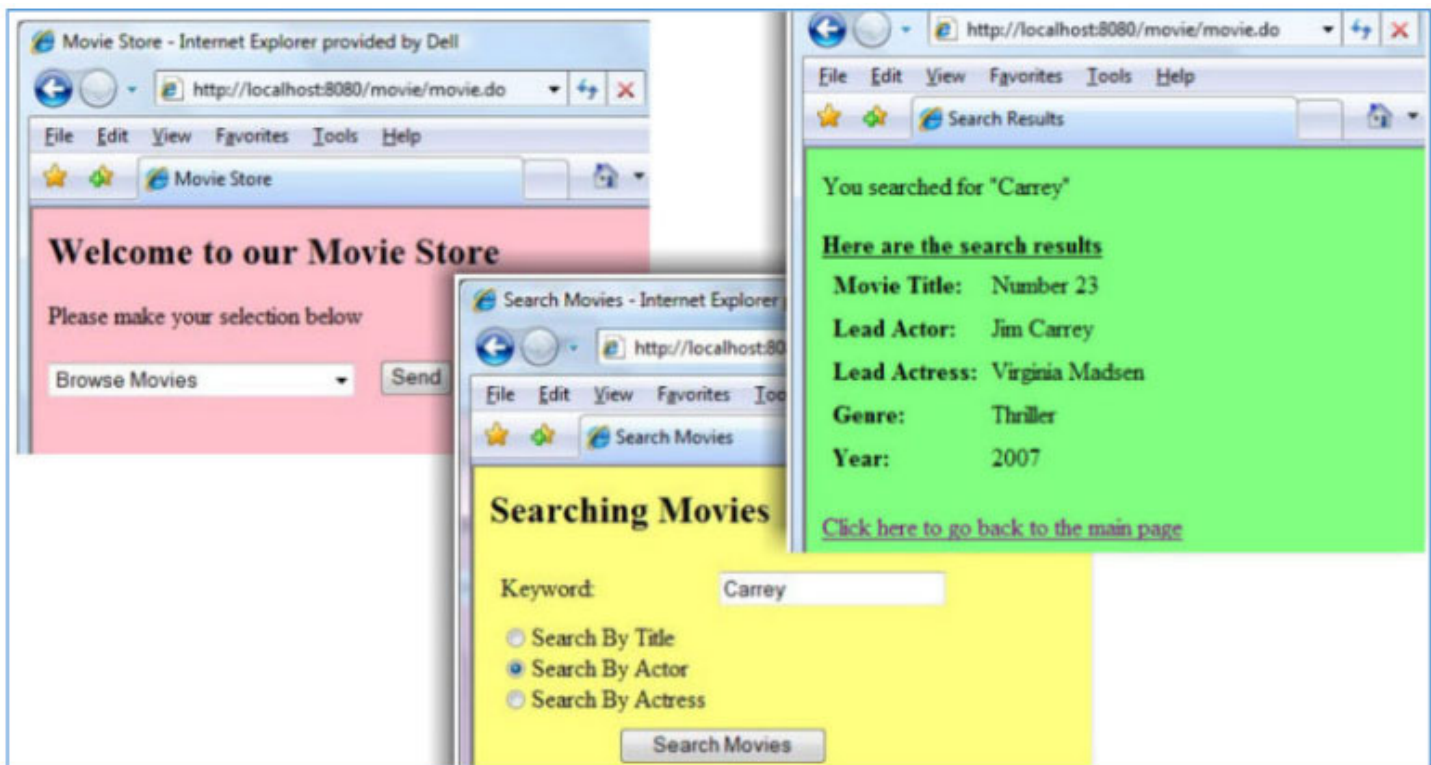 Movie Store - Internet Explorer provided by Dell
http://localhost:8080/movie/movie.do
File Edit View Favorites Tools Help
Movie Store
Welcome to our Movie Store
Please make your selection below
Browse Movies Send
Search Movies - Internet Explorer
http://localhost:80
File Edit View Favorites Too
Search Movies
Searching Movies
Keyword: Carrey
Search By Title
Search By Actor
Search By Actress
Search Movies
http://localhost:8080/movie/movie.do
File Edit View Favorites Tools Help
Search Results
You searched for "Carrey"
Here are the search results
Movie Title: Number 23
Lead Actor: Jim Carrey
Lead Actress: Virginia Madsen
Genre: Thriller
Year: 2007
Click here to go back to the main page